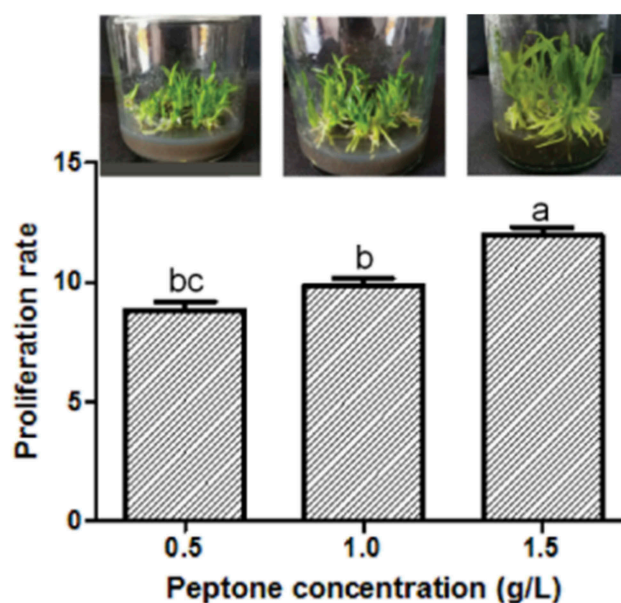 15
10
5
0
Proliferation rate
bc
b
a
0.5 1.0 1.5
Peptone concentration (g/L)